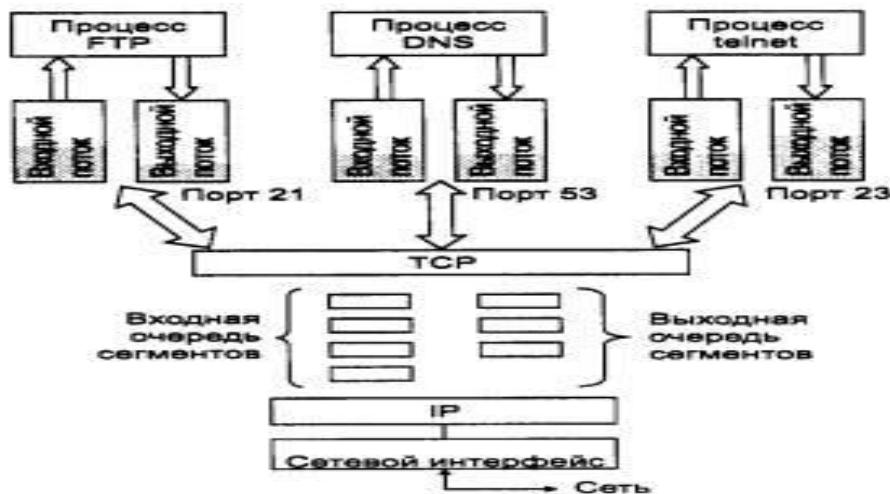 Процесс
FTP
Процесс
DNS
Процесс
telnet
Входной
поток
Выходной
поток
Входной
поток
Выходной
поток
Входной
поток
Выходной
поток
Порт 21
Порт 53
Порт 23
TCP
Входная
очередь
сегментов
Выходная
очередь
сегментов
IP
Сетевой интерфейс
Сеть